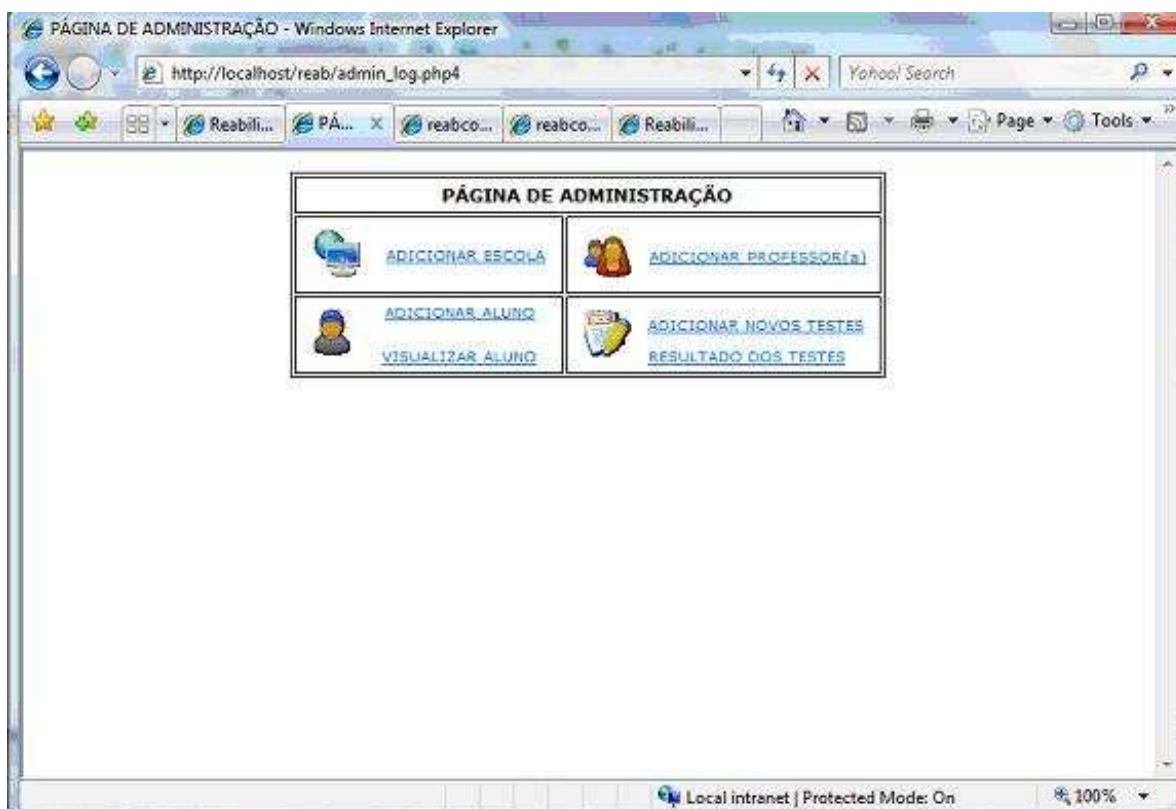 PÁGINA DE ADMINISTRAÇÃO - Windows Internet Explorer
http://localhost/reab/admin_log.php4
Yahoo! Search
Reabili... PÁ... reabco... reabco... Reabili... Page Tools
PÁGINA DE ADMINISTRAÇÃO
ADICIONAR ESCOLA
ADICIONAR PROFESSOR(a)
ADICIONAR ALUNO
VISUALIZAR ALUNO
ADICIONAR NOVOS TESTES
RESULTADO DOS TESTES
Local intranet | Protected Mode: On
100%